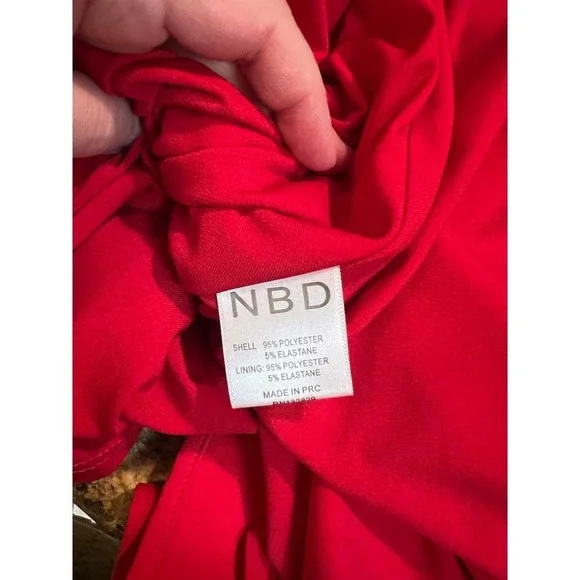 NBD
SHELL: 95% POLYESTER
5% ELASTANE
LINING: 95% POLYESTER
5% ELASTANE
MADE IN PRC